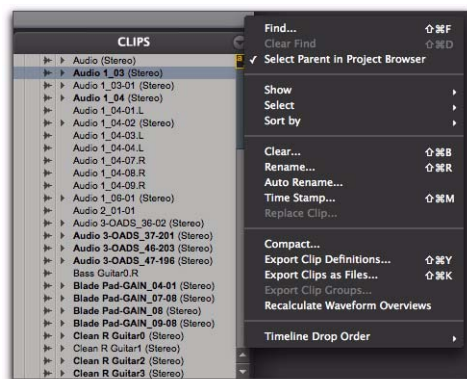 CLIPS
Audio (Stereo)
Audio 1_03 (Stereo)
Audio 1_03-01 (Stereo)
Audio 1_04 (Stereo)
Audio 1_04-01.L
Audio 1_04-02 (Stereo)
Audio 1_04-03.L
Audio 1_04-04.L
Audio 1_04-07.R
Audio 1_04-08.R
Audio 1_04-09.R
Audio 1_06-01 (Stereo)
Audio 2_01-01
Audio 3-OADS_36-02 (Stereo)
Audio 3-OADS_37-201 (Stereo)
Audio 3-OADS_46-203 (Stereo)
Audio 3-OADS_47-196 (Stereo)
Bass Guitar0.R
Blade Pad-GAIN_04-01 (Stereo)
Blade Pad-GAIN_07-08 (Stereo)
Blade Pad-GAIN_08 (Stereo)
Blade Pad-GAIN_09-08 (Stereo)
Clean R Guitar0 (Stereo)
Clean R Guitar1 (Stereo)
Clean R Guitar2 (Stereo)
Clean R Guitar3 (Stereo)
Find... ⇧⌘F
Clear Find ⇧⌘D
✓ Select Parent in Project Browser
Show
Select
Sort by
Clear... ⇧⌘B
Rename... ⇧⌘R
Auto Rename...
Time Stamp... ⇧⌘M
Replace Clip...
Compact...
Export Clip Definitions... ⇧⌘Y
Export Clips as Files... ⇧⌘K
Export Clip Groups...
Recalculate Waveform Overviews
Timeline Drop Order